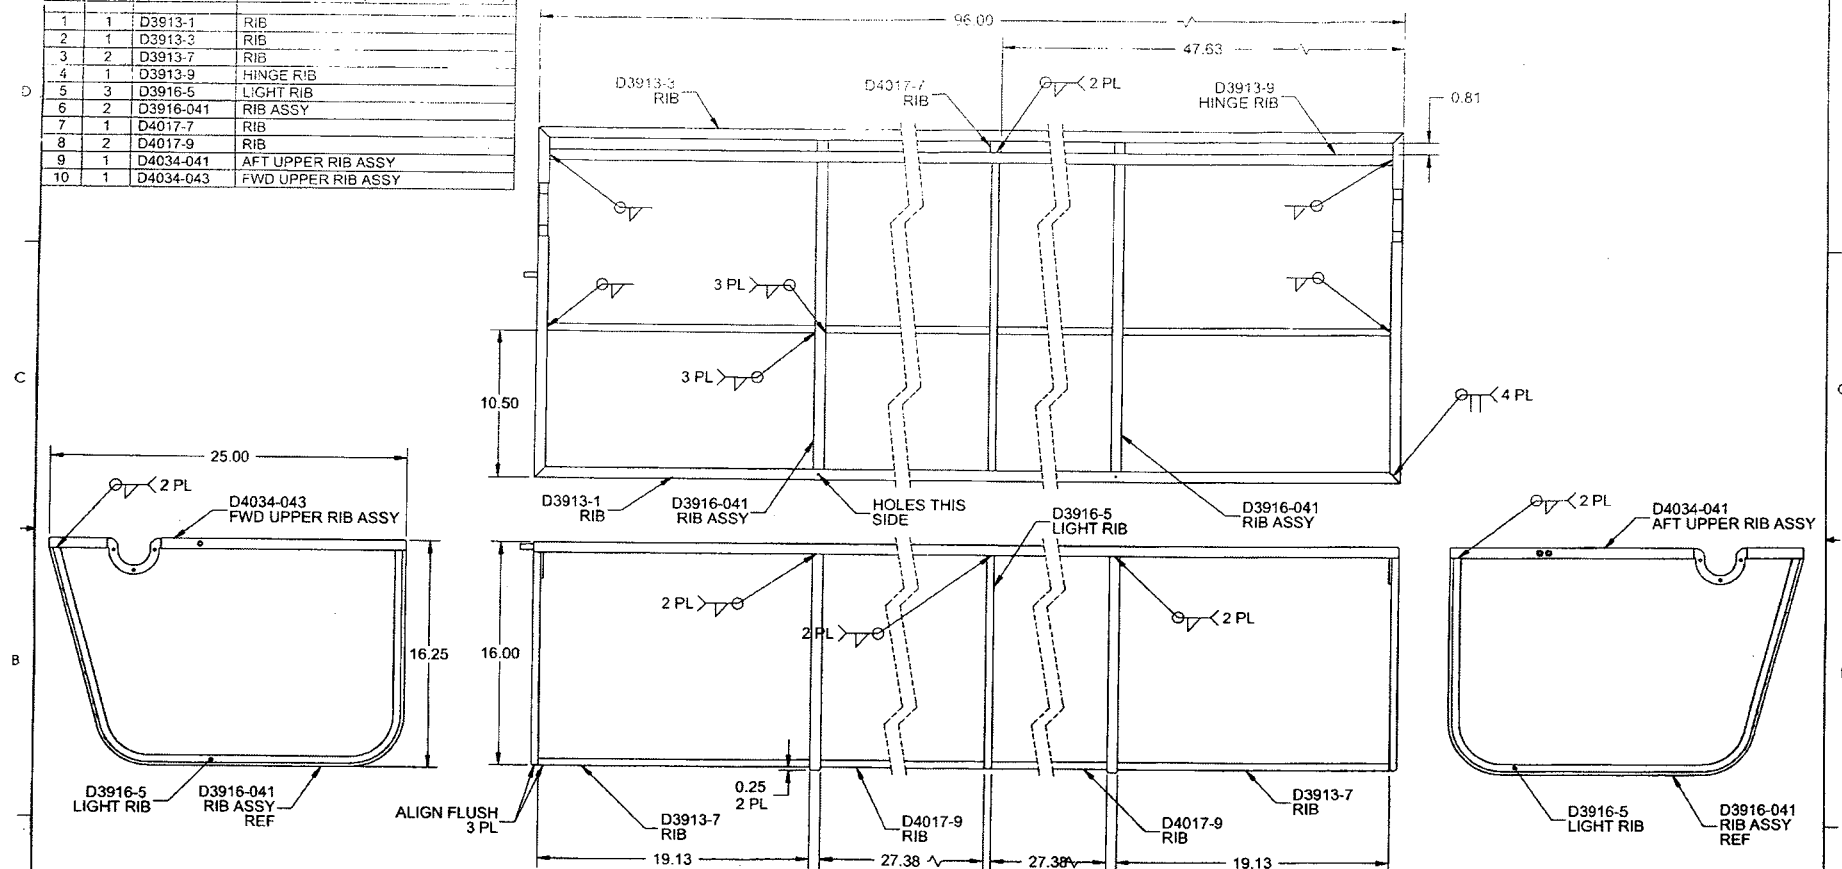 1 1 D3913-1 RIB
2 1 D3913-3 RIB
3 2 D3913-7 RIB
4 1 D3913-9 HINGE RIB
5 3 D3916-5 LIGHT RIB
6 2 D3916-041 RIB ASSY
7 1 D4017-7 RIB
8 2 D4017-9 RIB
9 1 D4034-041 AFT UPPER RIB ASSY
10 1 D4034-043 FWD UPPER RIB ASSY
96.00
47.63
D3913-3
RIB
D4017-7
RIB
2 PL
D3913-9
HINGE RIB
0.81
D
3 PL
3 PL
10.50
C
4 PL
D3913-1
RIB
D3916-041
RIB ASSY
HOLES THIS
SIDE
D3916-041
RIB ASSY
25.00
2 PL
D4034-043
FWD UPPER RIB ASSY
16.25
D3916-5
LIGHT RIB
D3916-041
RIB ASSY
REF
B
D3916-5
LIGHT RIB
2 PL
2 PL
2 PL
16.00
ALIGN FLUSH
3 PL
D3913-7
RIB
0.25
2 PL
D4017-9
RIB
D4017-9
RIB
D3913-7
RIB
19.13
27.38
27.38
19.13
2 PL
D4034-041
AFT UPPER RIB ASSY
D3916-5
LIGHT RIB
D3916-041
RIB ASSY
REF